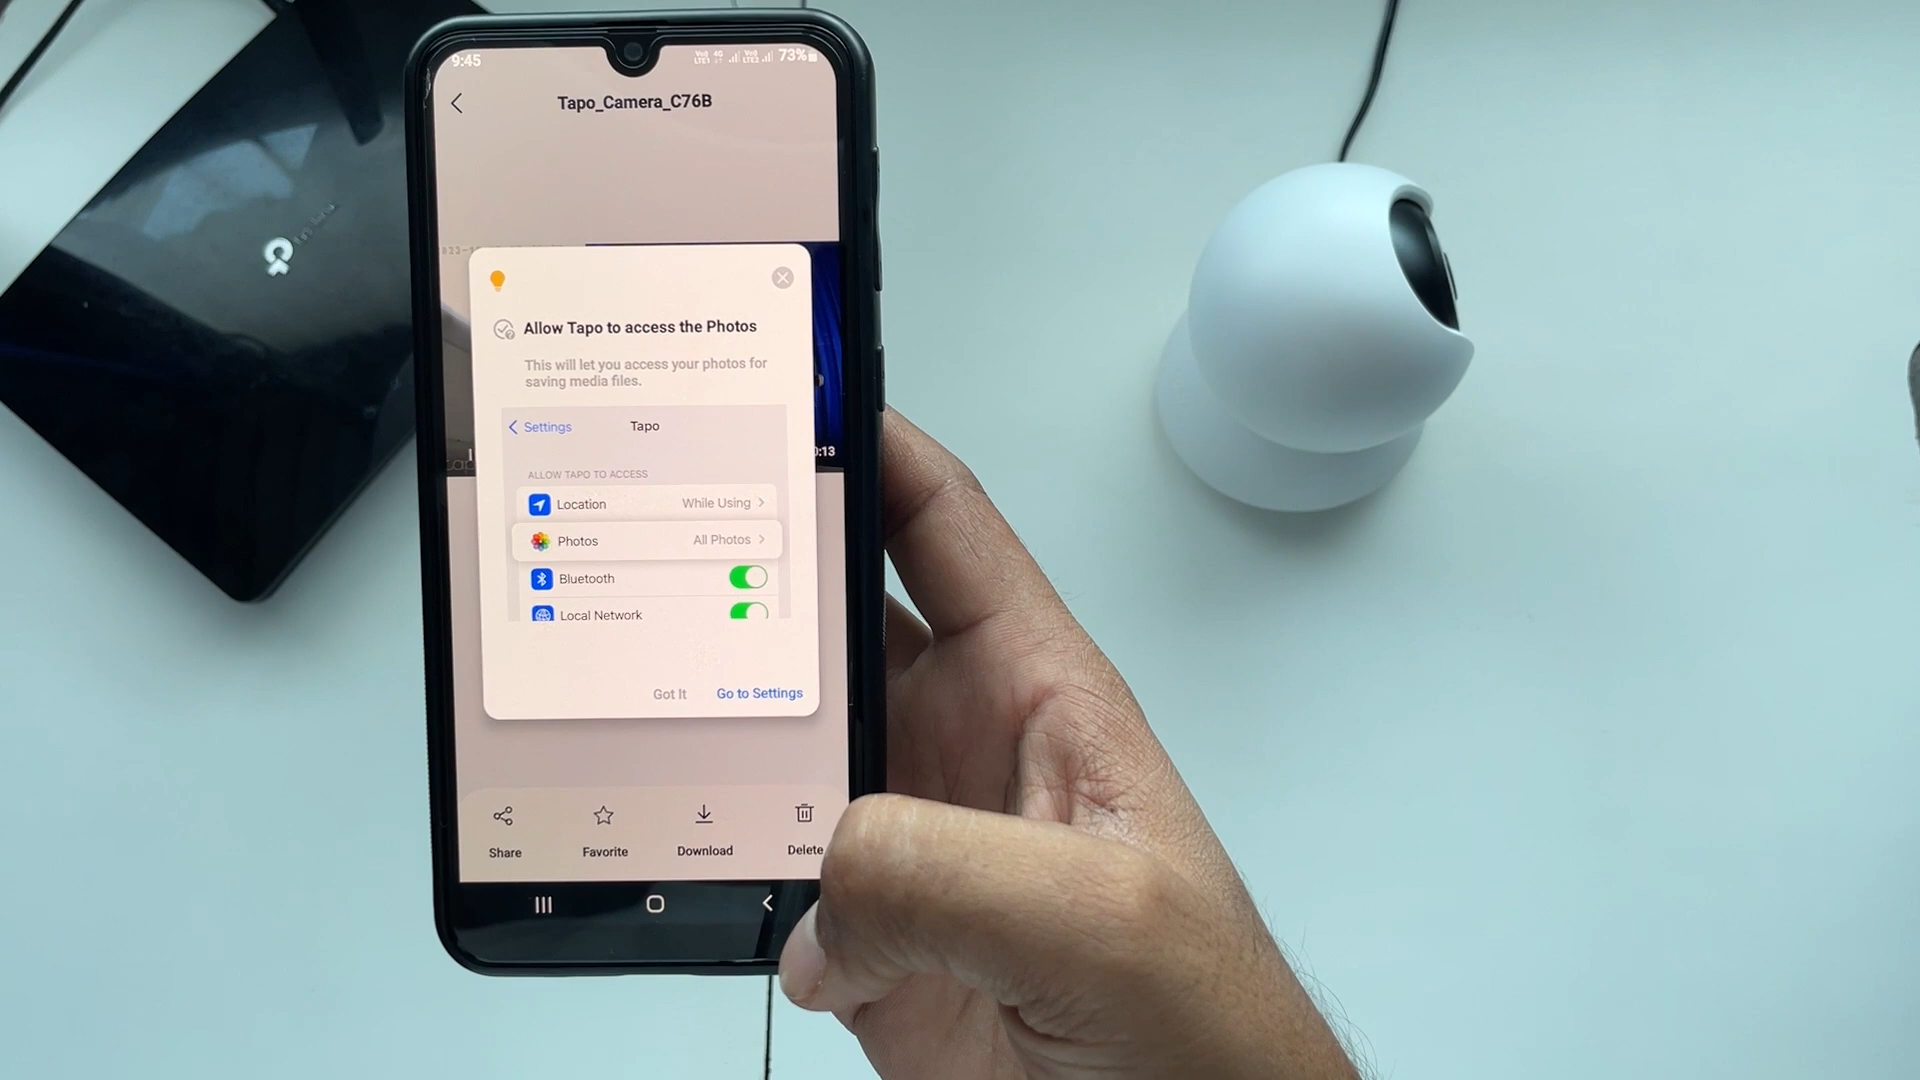 9:45
73%
Tapo_Camera_C76B
Allow Tapo to access the Photos
This will let you access your photos for
saving media files.
Settings
Tapo
ALLOW TAPO TO ACCESS
Location
While Using
Photos
All Photos
Bluetooth
Local Network
Got It
Go to Settings
0:13
Share
Favorite
Download
Delete